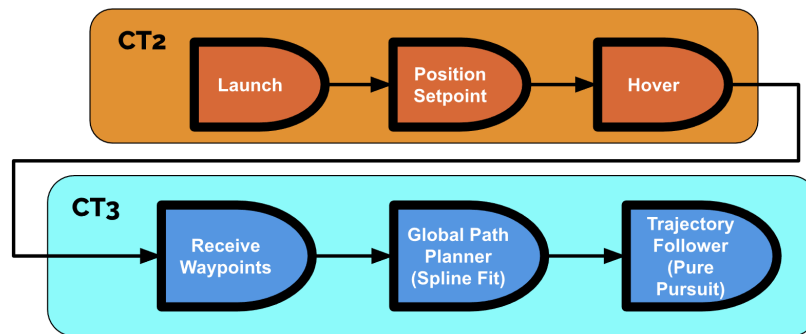 CT2
Launch
Position
Setpoint
Hover
CT3
Receive
Waypoints
Global Path
Planner
(Spline Fit)
Trajectory
Follower
(Pure
Pursuit)